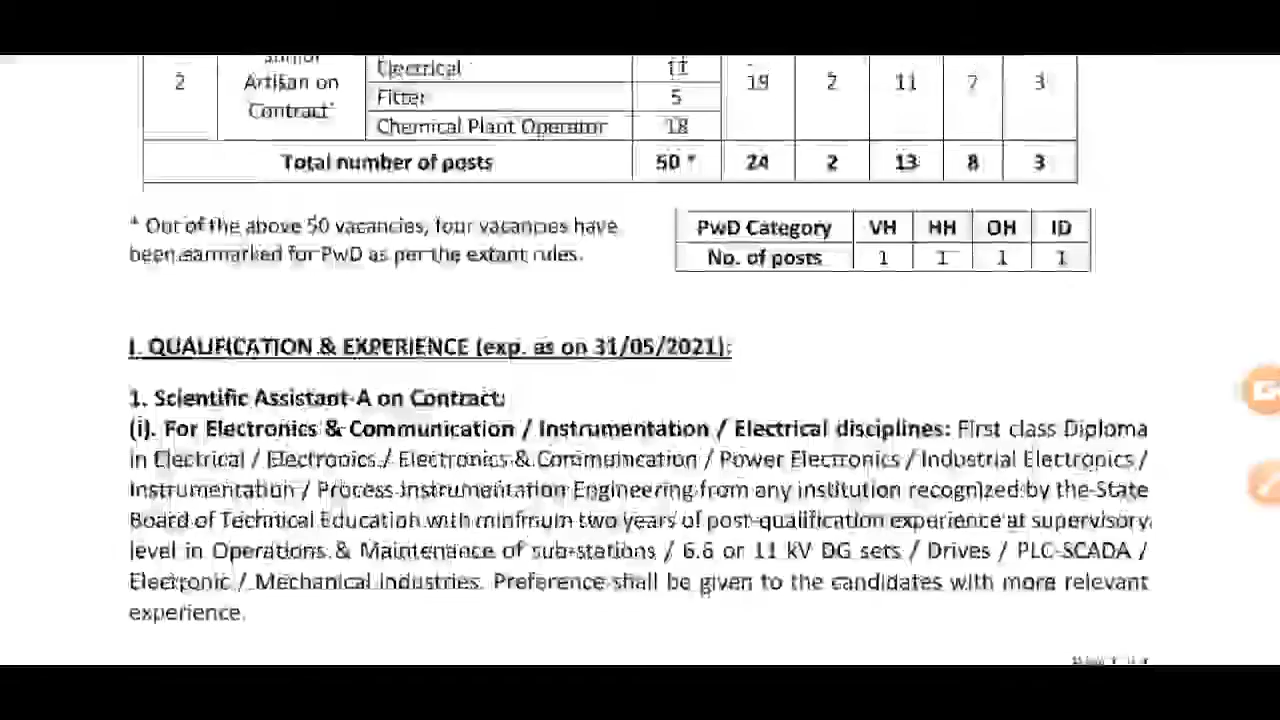 Electrical 11
2 Artisan on 19 2 11 7 3
Fitter 5
Contract*
Chemical Plant Operator 18
Total number of posts 50 * 24 2 13 8 3
* Out of the above 50 vacancies, four vacancies have
been earmarked for PwD as per the extant rules.
PwD Category VH HH OH ID
No. of posts 1 1 1 1
I. QUALIFICATION & EXPERIENCE (exp. as on 31/05/2021):
1. Scientific Assistant-A on Contract:
(i). For Electronics & Communication / Instrumentation / Electrical disciplines: First class Diploma
in Electrical / Electronics / Electronics & Communication / Power Electronics / Industrial Electronics /
Instrumentation / Process Instrumentation Engineering from any institution recognized by the State
Board of Technical Education with minimum two years of post-qualification experience at supervisory
level in Operations & Maintenance of sub-stations / 6.6 or 11 kV DG sets / Drives / PLC-SCADA /
Electronic / Mechanical Industries. Preference shall be given to the candidates with more relevant
experience.